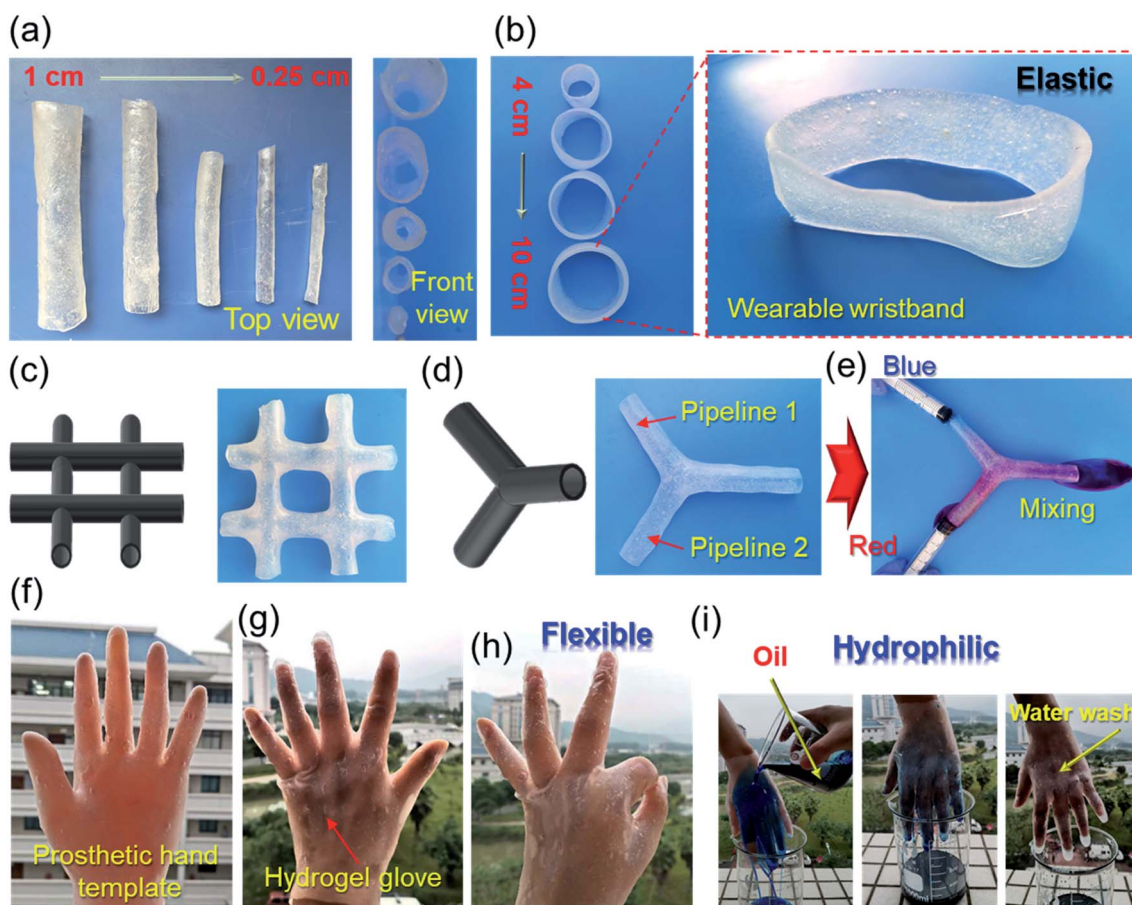 (a)
1 cm
0.25 cm
Top view
Front
view
(b)
4 cm
10 cm
Elastic
Wearable wristband
(c)
(d)
Pipeline 1
Pipeline 2
(e)
Blue
Red
Mixing
(f)
Prosthetic hand
template
(g)
Hydrogel glove
(h)
Flexible
(i)
Oil
Hydrophilic
Water wash